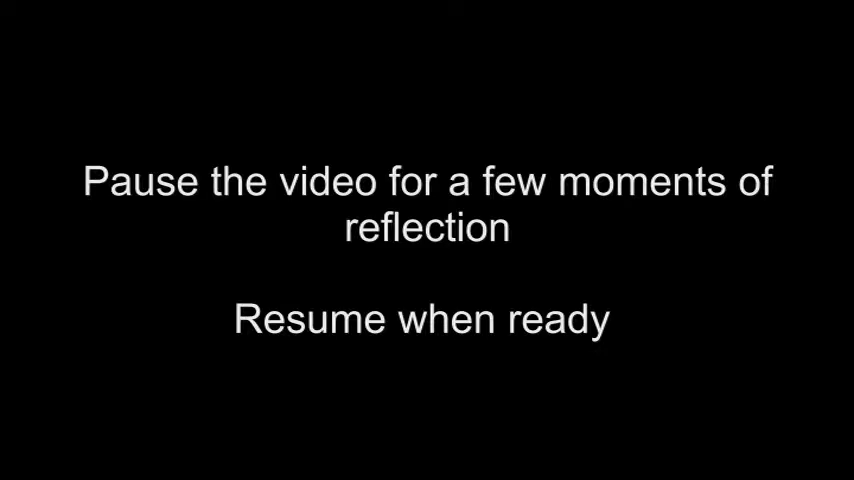 Pause the video for a few moments of
reflection
Resume when ready